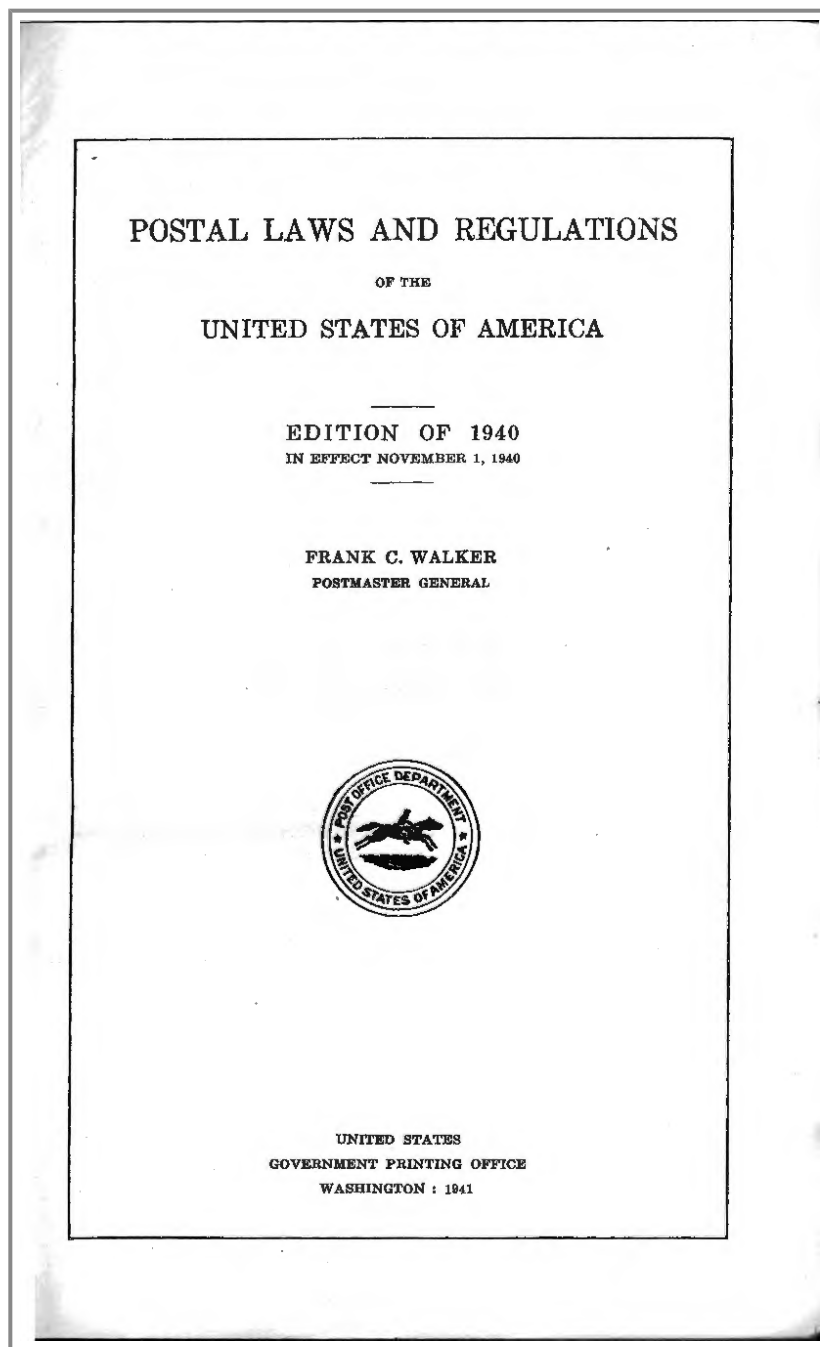 POSTAL LAWS AND REGULATIONS
OF THE
UNITED STATES OF AMERICA
EDITION OF 1940
IN EFFECT NOVEMBER 1, 1940
FRANK C. WALKER
POSTMASTER GENERAL
POST OFFICE DEPARTMENT
UNITED STATES OF AMERICA
UNITED STATES
GOVERNMENT PRINTING OFFICE
WASHINGTON : 1941